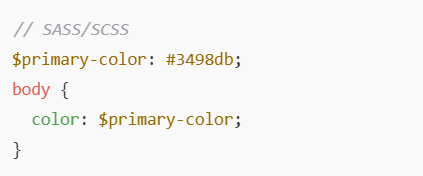 // SASS/SCSS
$primary-color: #3498db;
body {
  color: $primary-color;
}